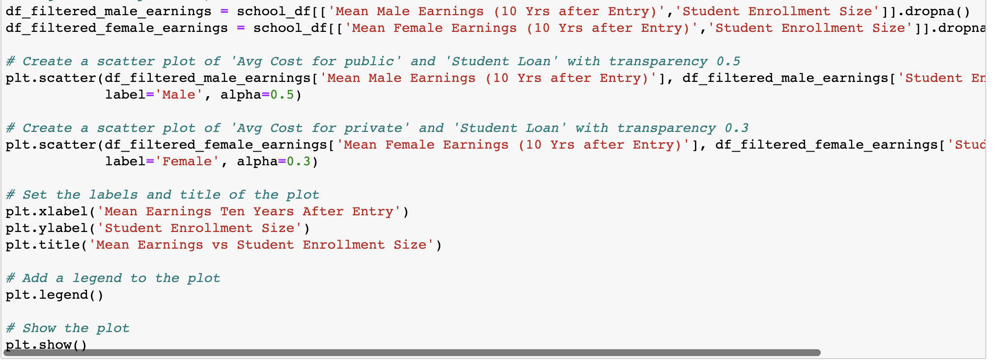 df_filtered_male_earnings = school_df[['Mean Male Earnings (10 Yrs after Entry)','Student Enrollment Size']].dropna()
df_filtered_female_earnings = school_df[['Mean Female Earnings (10 Yrs after Entry)','Student Enrollment Size']].dropna
# Create a scatter plot of 'Avg Cost for public' and 'Student Loan' with transparency 0.5
plt.scatter(df_filtered_male_earnings['Mean Male Earnings (10 Yrs after Entry)'], df_filtered_male_earnings['Student En
label='Male', alpha=0.5)
# Create a scatter plot of 'Avg Cost for private' and 'Student Loan' with transparency 0.3
plt.scatter(df_filtered_female_earnings['Mean Female Earnings (10 Yrs after Entry)'], df_filtered_female_earnings['Stud
label='Female', alpha=0.3)
# Set the labels and title of the plot
plt.xlabel('Mean Earnings Ten Years After Entry')
plt.ylabel('Student Enrollment Size')
plt.title('Mean Earnings vs Student Enrollment Size')
# Add a legend to the plot
plt.legend()
# Show the plot
plt.show()